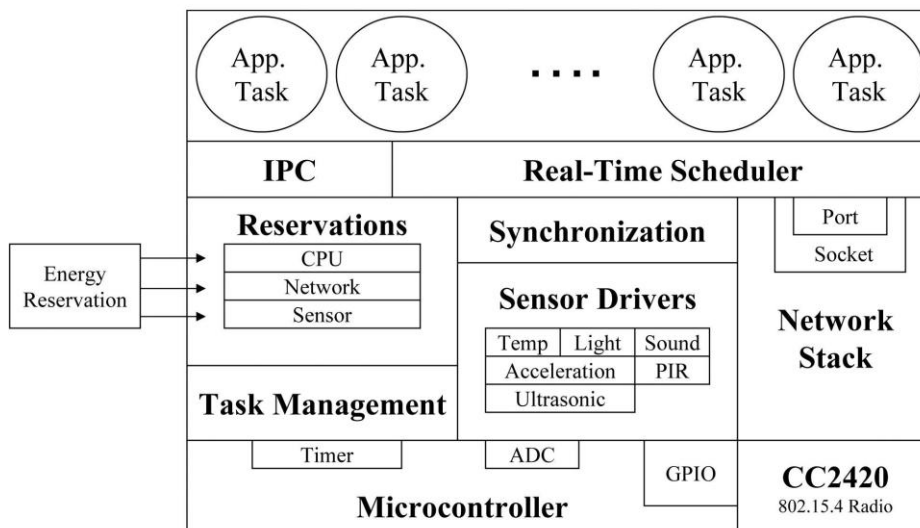 App.
Task
App.
Task
....
App.
Task
App.
Task
IPC
Real-Time Scheduler
Energy
Reservation
Reservations
CPU
Network
Sensor
Synchronization
Port
Socket
Sensor Drivers
Temp
Light
Sound
Acceleration
PIR
Ultrasonic
Network
Stack
Task Management
Timer
ADC
GPIO
Microcontroller
CC2420
802.15.4 Radio